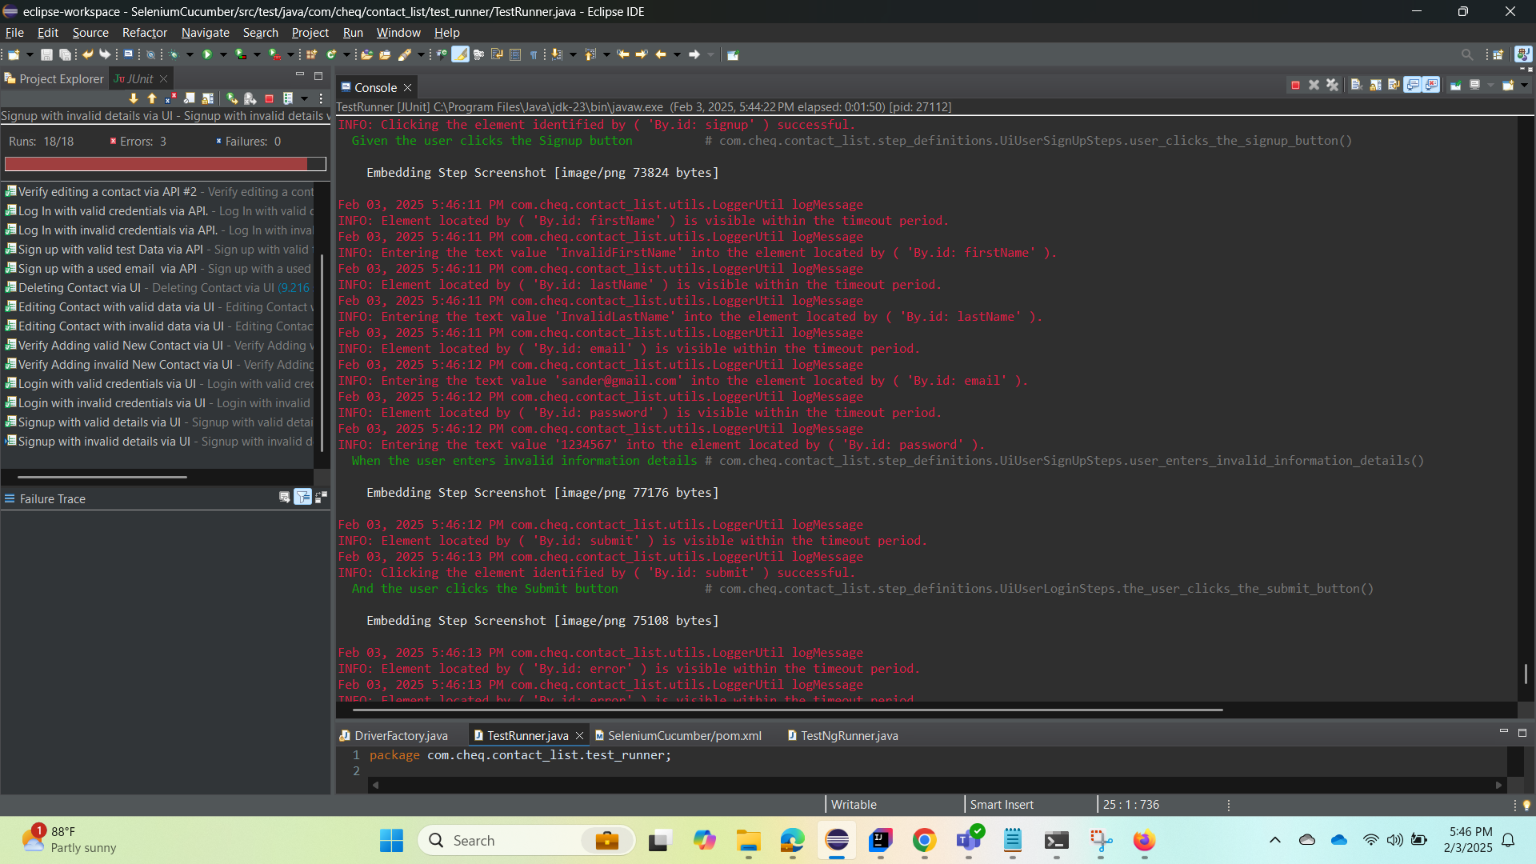 eclipse-workspace - SeleniumCucumber/src/test/java/com/cheq/contact_list/test_runner/TestRunner.java - Eclipse IDE
File Edit Source Refactor Navigate Search Project Run Window Help
Project Explorer JUnit
Console
Signup with invalid details via UI - Signup with invalid details v
TestRunner [JUnit] C:\Program Files\Java\jdk-23\bin\javaw.exe (Feb 3, 2025, 5:44:22 PM elapsed: 0:01:50) [pid: 27112]
Runs: 18/18 Errors: 3 Failures: 0
Verify editing a contact via API #2 - Verify editing a cont
Log In with valid credentials via API. - Log In with valid c
Log In with invalid credentials via API. - Log In with inva
Sign up with valid test Data via API - Sign up with valid
Sign up with a used email via API - Sign up with a used
Deleting Contact via UI - Deleting Contact via UI (9.216
Editing Contact with valid data via UI - Editing Contact v
Editing Contact with invalid data via UI - Editing Contac
Verify Adding valid New Contact via UI - Verify Adding v
Verify Adding invalid New Contact via UI - Verify Adding
Login with valid credentials via UI - Login with valid cred
Login with invalid credentials via UI - Login with invalid
Signup with valid details via UI - Signup with valid detai
Signup with invalid details via UI - Signup with invalid d
Failure Trace
INFO: Clicking the element identified by ( 'By.id: signup' ) successful.
Given the user clicks the Signup button # com.cheq.contact_list.step_definitions.UiUserSignUpSteps.user_clicks_the_signup_button()
Embedding Step Screenshot [image/png 73824 bytes]
Feb 03, 2025 5:46:11 PM com.cheq.contact_list.utils.LoggerUtil logMessage
INFO: Element located by ( 'By.id: firstName' ) is visible within the timeout period.
Feb 03, 2025 5:46:11 PM com.cheq.contact_list.utils.LoggerUtil logMessage
INFO: Entering the text value 'InvalidFirstName' into the element located by ( 'By.id: firstName' ).
Feb 03, 2025 5:46:11 PM com.cheq.contact_list.utils.LoggerUtil logMessage
INFO: Element located by ( 'By.id: lastName' ) is visible within the timeout period.
Feb 03, 2025 5:46:11 PM com.cheq.contact_list.utils.LoggerUtil logMessage
INFO: Entering the text value 'InvalidLastName' into the element located by ( 'By.id: lastName' ).
Feb 03, 2025 5:46:11 PM com.cheq.contact_list.utils.LoggerUtil logMessage
INFO: Element located by ( 'By.id: email' ) is visible within the timeout period.
Feb 03, 2025 5:46:12 PM com.cheq.contact_list.utils.LoggerUtil logMessage
INFO: Entering the text value 'sander@gmail.com' into the element located by ( 'By.id: email' ).
Feb 03, 2025 5:46:12 PM com.cheq.contact_list.utils.LoggerUtil logMessage
INFO: Element located by ( 'By.id: password' ) is visible within the timeout period.
Feb 03, 2025 5:46:12 PM com.cheq.contact_list.utils.LoggerUtil logMessage
INFO: Entering the text value '1234567' into the element located by ( 'By.id: password' ).
When the user enters invalid information details # com.cheq.contact_list.step_definitions.UiUserSignUpSteps.user_enters_invalid_information_details()
Embedding Step Screenshot [image/png 77176 bytes]
Feb 03, 2025 5:46:12 PM com.cheq.contact_list.utils.LoggerUtil logMessage
INFO: Element located by ( 'By.id: submit' ) is visible within the timeout period.
Feb 03, 2025 5:46:13 PM com.cheq.contact_list.utils.LoggerUtil logMessage
INFO: Clicking the element identified by ( 'By.id: submit' ) successful.
And the user clicks the Submit button # com.cheq.contact_list.step_definitions.UiUserLoginSteps.the_user_clicks_the_submit_button()
Embedding Step Screenshot [image/png 75108 bytes]
Feb 03, 2025 5:46:13 PM com.cheq.contact_list.utils.LoggerUtil logMessage
INFO: Element located by ( 'By.id: error' ) is visible within the timeout period.
Feb 03, 2025 5:46:13 PM com.cheq.contact_list.utils.LoggerUtil logMessage
INFO: Element located by ( 'By.id: error' ) is visible within the timeout period.
DriverFactory.java TestRunner.java SeleniumCucumber/pom.xml TestNgRunner.java
1 package com.cheq.contact_list.test_runner;
2
Writable Smart Insert 25 : 1 : 736
1 88°F
Partly sunny
Search
5:46 PM
2/3/2025